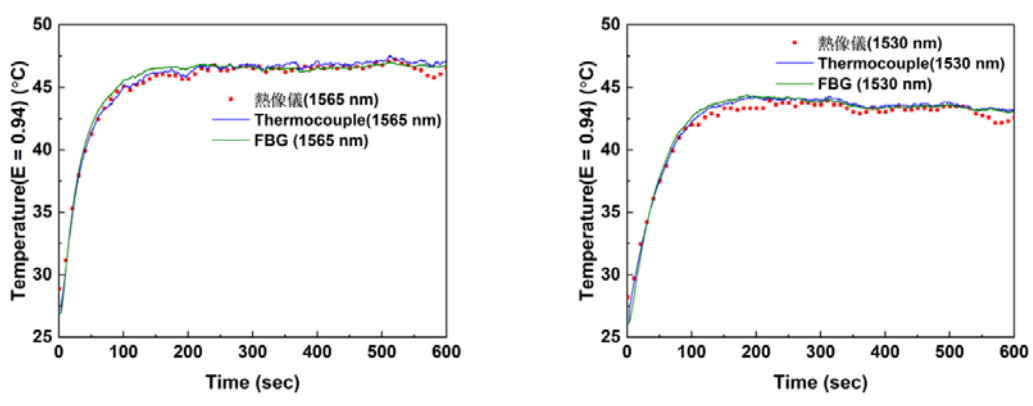 50
45
40
35
30
25
Temperature(E = 0.94) (°C)
熱像儀(1565 nm)
Thermocouple(1565 nm)
FBG (1565 nm)
0 100 200 300 400 500 600
Time (sec)
50
45
40
35
30
25
Temperature(E = 0.94) (°C)
熱像儀(1530 nm)
Thermocouple(1530 nm)
FBG (1530 nm)
0 100 200 300 400 500 600
Time (sec)